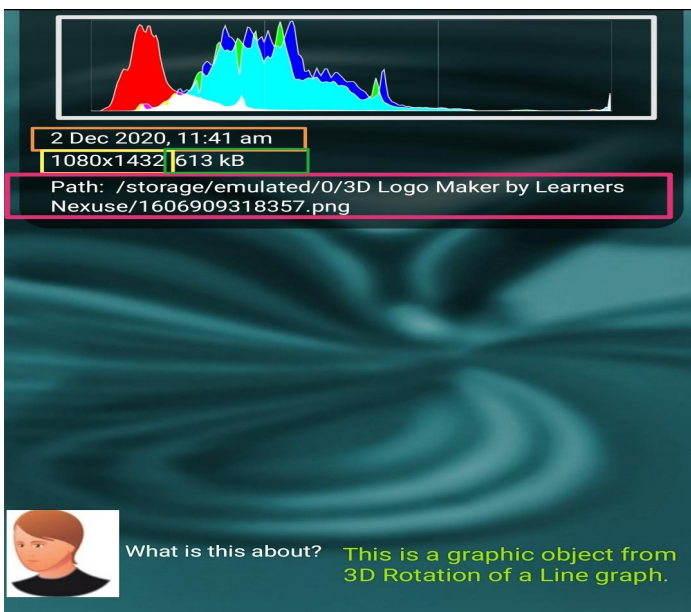 2 Dec 2020, 11:41 am
1080x1432 613 kB
Path: /storage/emulated/0/3D Logo Maker by Learners
Nexuse/1606909318357.png
What is this about?
This is a graphic object from
3D Rotation of a Line graph.